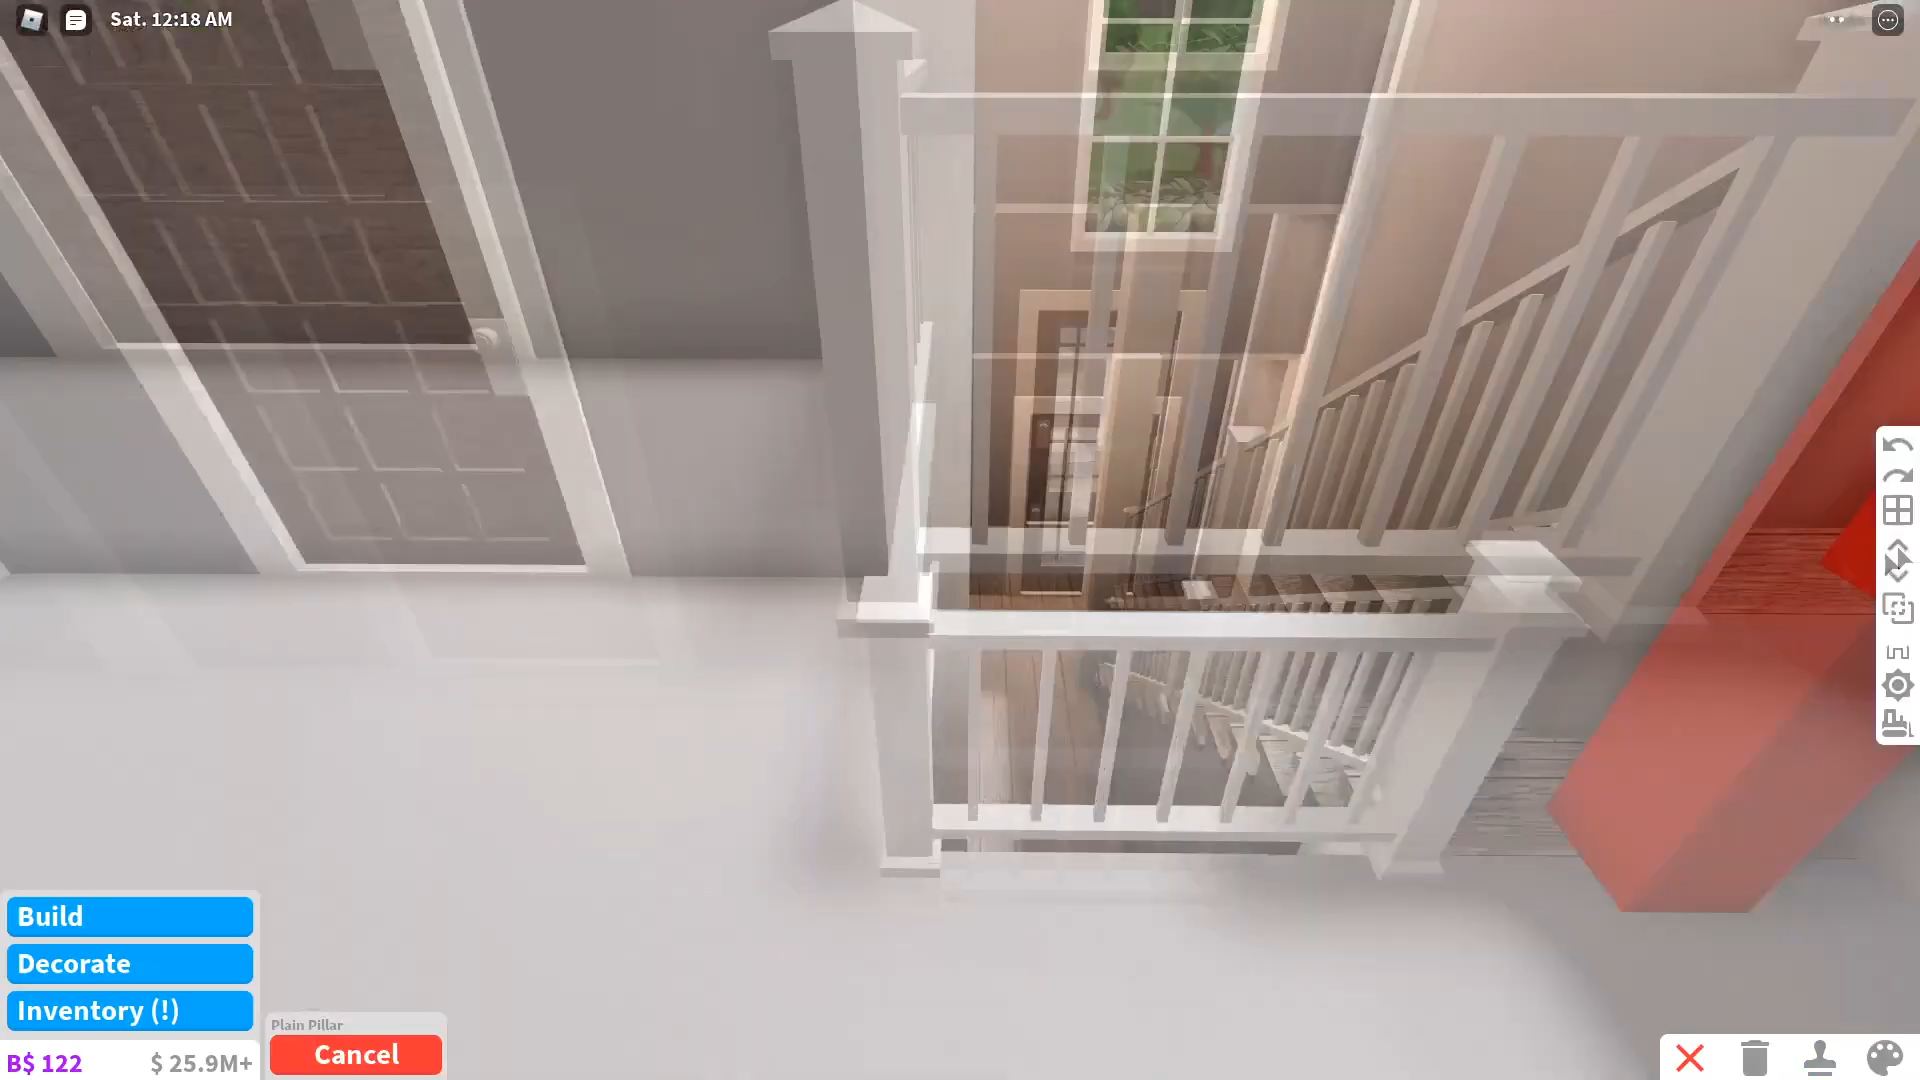 Sat. 12:18 AM
Build
Decorate
Inventory (!)
Plain Pillar
Cancel
B$ 122
$ 25.9M+